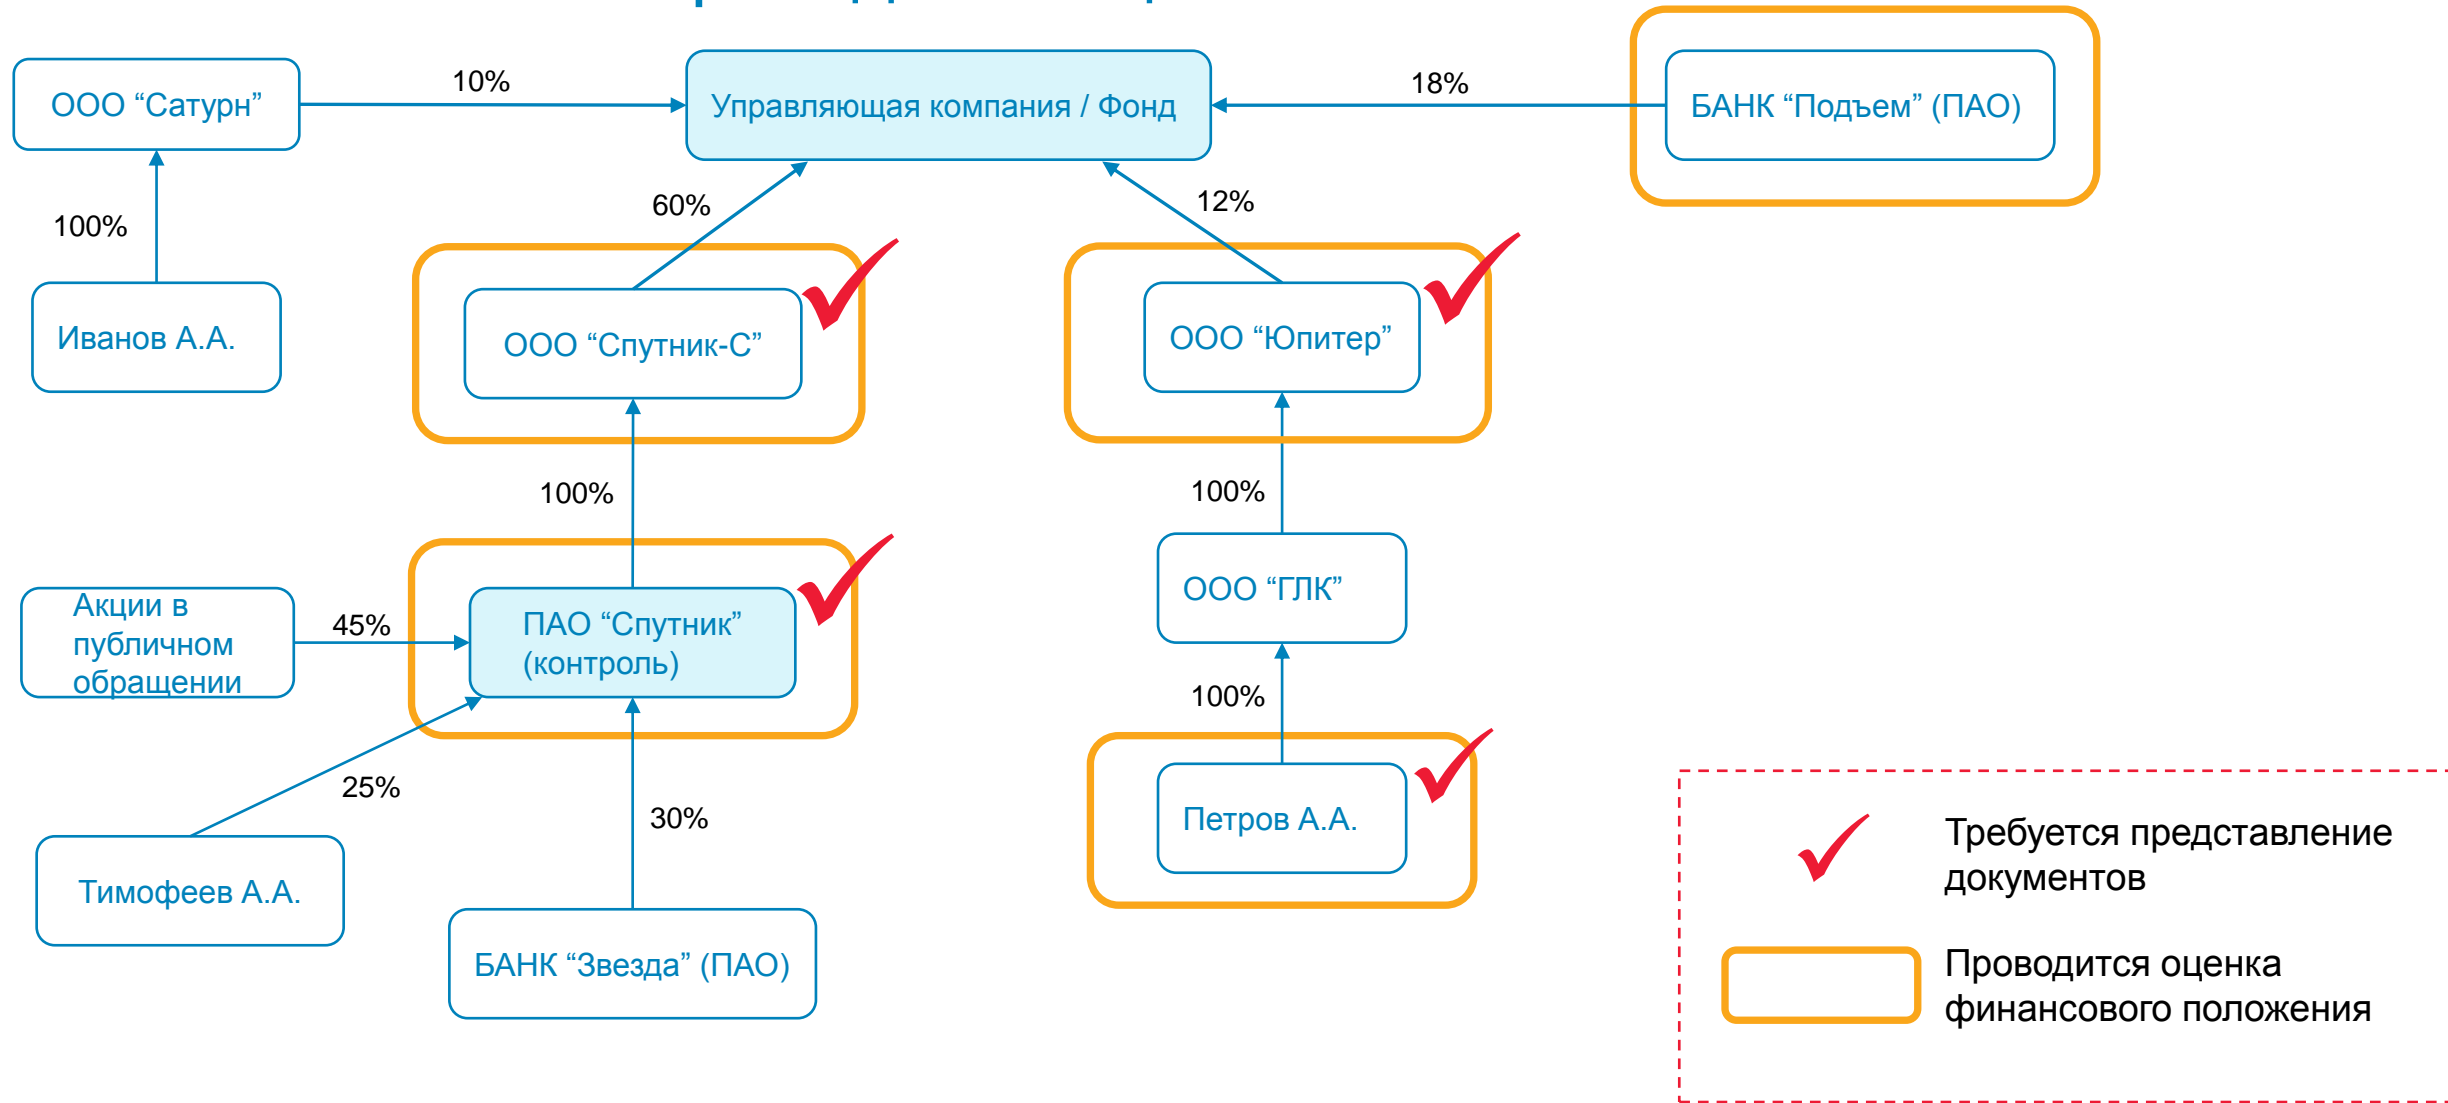 ООО “Сатурн”
10%
Управляющая компания / Фонд
18%
БАНК “Подъем” (ПАО)
100%
60%
12%
Иванов А.А.
ООО “Спутник-С”
ООО “Юпитер”
100%
100%
Акции в
публичном
обращении
45%
ПАО “Спутник”
(контроль)
ООО “ГЛК”
100%
25%
30%
Петров А.А.
Тимофеев А.А.
БАНК “Звезда” (ПАО)
Требуется представление
документов
Проводится оценка
финансового положения